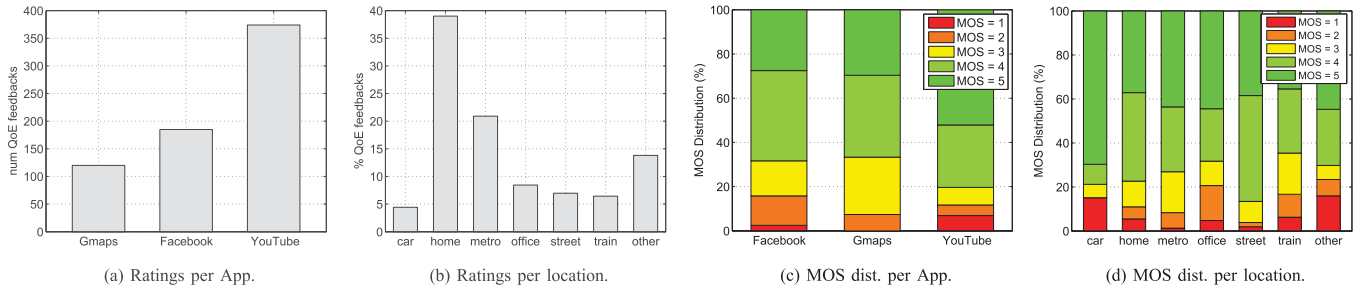 num QoE feedbacks
400
350
300
250
200
150
100
50
0
Gmaps Facebook YouTube
(a) Ratings per App.
% QoE feedbacks
40
35
30
25
20
15
10
5
0
car home metro office street train other
(b) Ratings per location.
MOS Distribution (%)
100
80
60
40
20
0
MOS = 1
MOS = 2
MOS = 3
MOS = 4
MOS = 5
Facebook Gmaps YouTube
(c) MOS dist. per App.
MOS Distribution (%)
100
80
60
40
20
0
MOS = 1
MOS = 2
MOS = 3
MOS = 4
MOS = 5
car home metro office street train other
(d) MOS dist. per location.